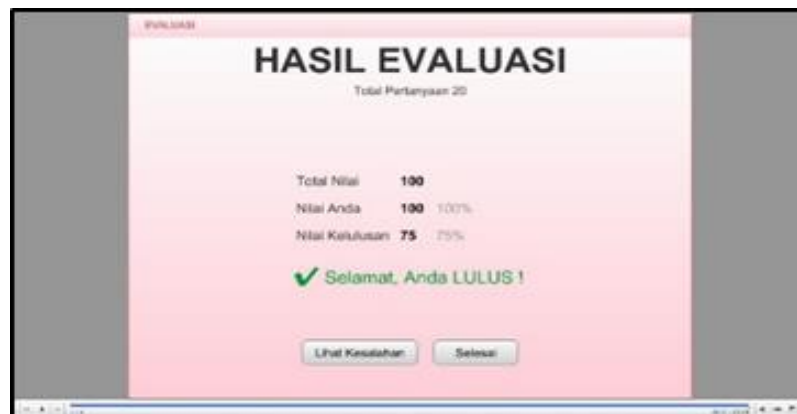 EVALUASI
HASIL EVALUASI
Total Pertanyaan 20
Total Nilai 100
Nilai Anda 100 100%
Nilai Kelulusan 75 75%
✔ Selamat, Anda LULUS !
Lihat Kesalahan Selesai